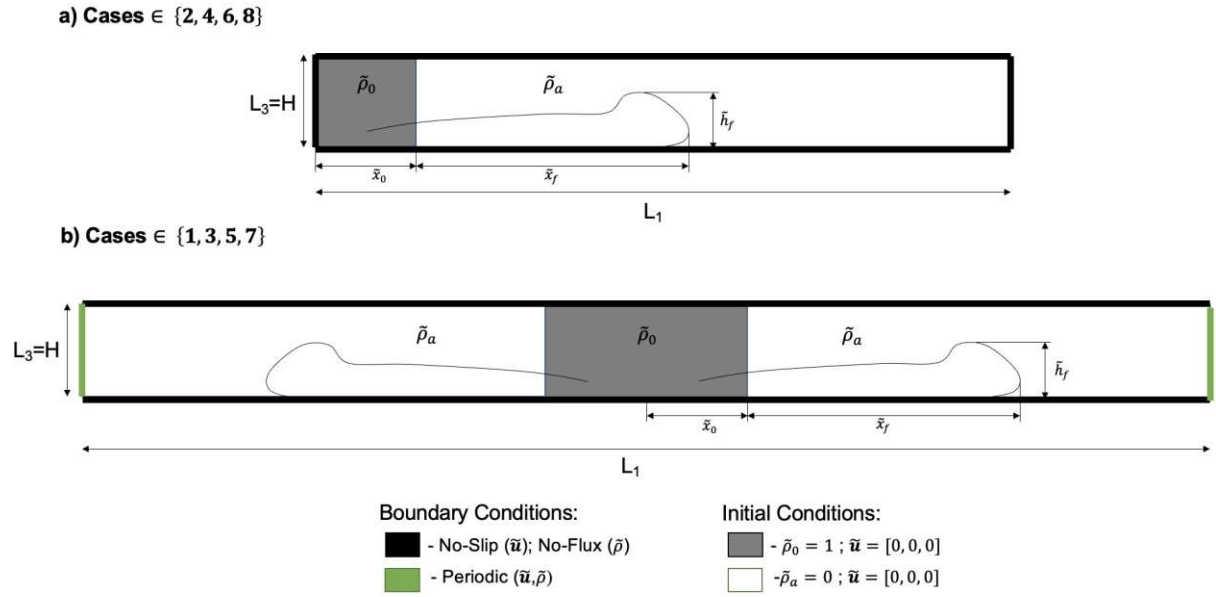 a) Cases ∈ {2, 4, 6, 8}
L₃=H
ρ̃₀
ρ̃ₐ
h̃_f
x̃₀
x̃_f
L₁
b) Cases ∈ {1, 3, 5, 7}
L₃=H
ρ̃ₐ
ρ̃₀
ρ̃ₐ
h̃_f
x̃₀
x̃_f
L₁
Boundary Conditions:
- No-Slip (ũ); No-Flux (ρ̃)
- Periodic (ũ,ρ̃)
Initial Conditions:
- ρ̃₀ = 1 ; ũ = [0, 0, 0]
-ρ̃ₐ = 0 ; ũ = [0, 0, 0]